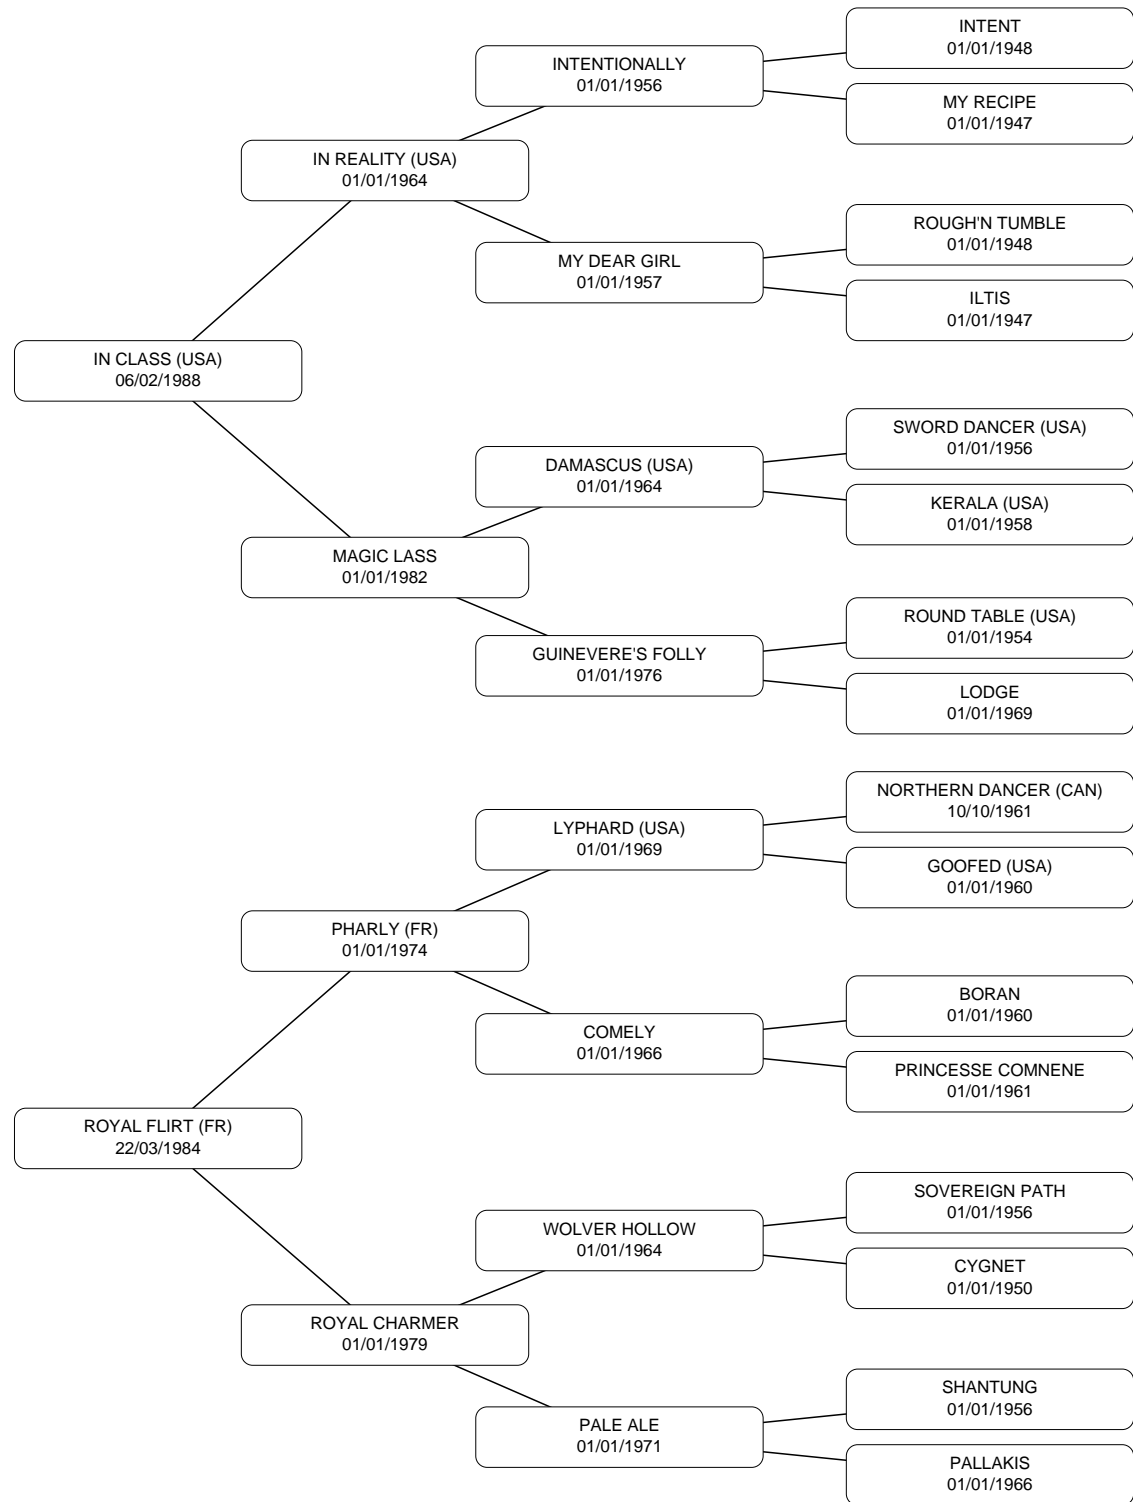 INTENT
01/01/1948
INTENTIONALLY
01/01/1956
MY RECIPE
01/01/1947
IN REALITY (USA)
01/01/1964
ROUGH'N TUMBLE
01/01/1948
MY DEAR GIRL
01/01/1957
ILTIS
01/01/1947
IN CLASS (USA)
06/02/1988
SWORD DANCER (USA)
01/01/1956
DAMASCUS (USA)
01/01/1964
KERALA (USA)
01/01/1958
MAGIC LASS
01/01/1982
ROUND TABLE (USA)
01/01/1954
GUINEVERE'S FOLLY
01/01/1976
LODGE
01/01/1969
NORTHERN DANCER (CAN)
10/10/1961
LYPHARD (USA)
01/01/1969
GOOFED (USA)
01/01/1960
PHARLY (FR)
01/01/1974
BORAN
01/01/1960
COMELY
01/01/1966
PRINCESSE COMNENE
01/01/1961
ROYAL FLIRT (FR)
22/03/1984
SOVEREIGN PATH
01/01/1956
WOLVER HOLLOW
01/01/1964
CYGNET
01/01/1950
ROYAL CHARMER
01/01/1979
SHANTUNG
01/01/1956
PALE ALE
01/01/1971
PALLAKIS
01/01/1966